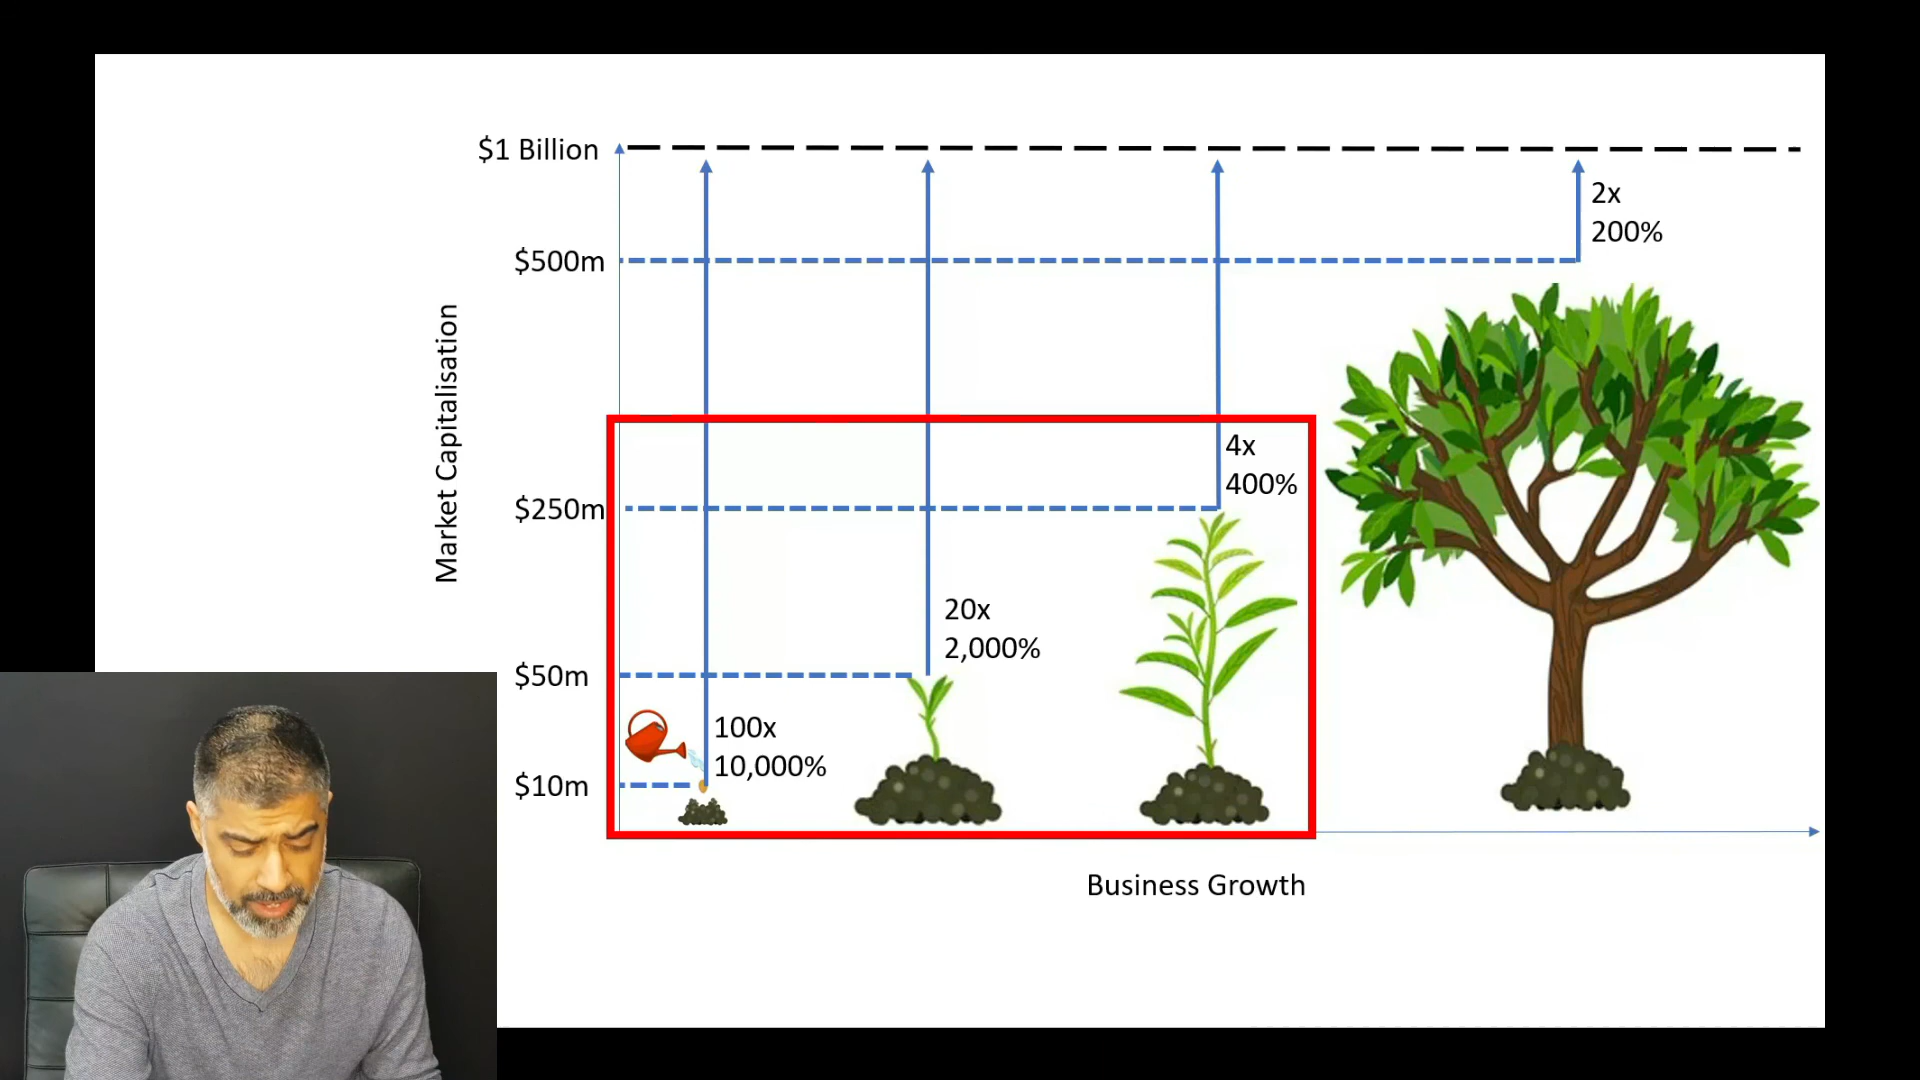 $1 Billion
2x
200%
$500m
Market Capitalisation
4x
400%
$250m
20x
2,000%
$50m
100x
10,000%
$10m
Business Growth